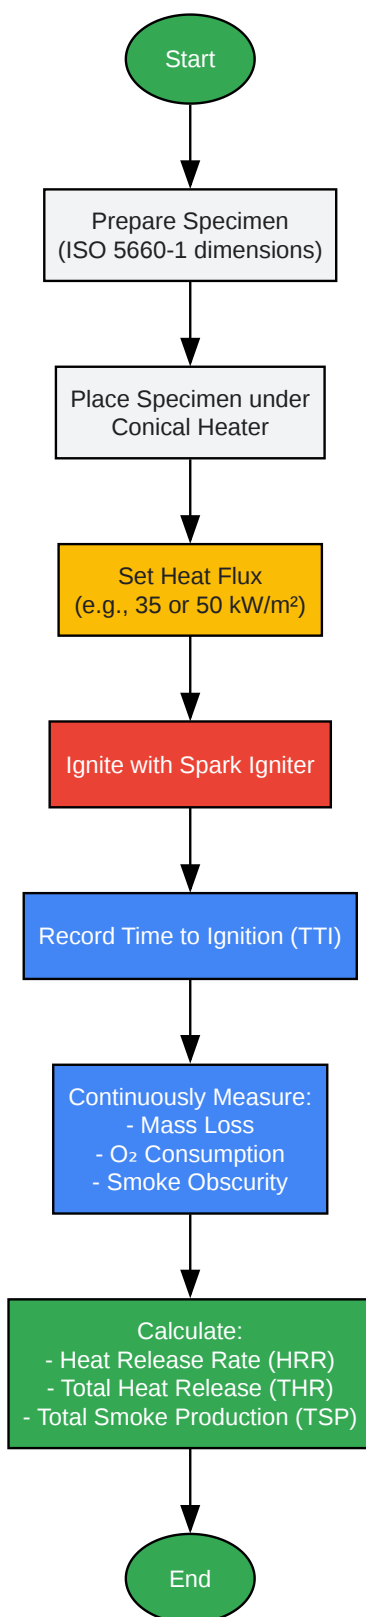 Start
Prepare Specimen
(ISO 5660-1 dimensions)
Place Specimen under
Conical Heater
Set Heat Flux
(e.g., 35 or 50 kW/m²)
Ignite with Spark Igniter
Record Time to Ignition (TTI)
Continuously Measure:
- Mass Loss
- O₂ Consumption
- Smoke Obscurity
Calculate:
- Heat Release Rate (HRR)
- Total Heat Release (THR)
- Total Smoke Production (TSP)
End